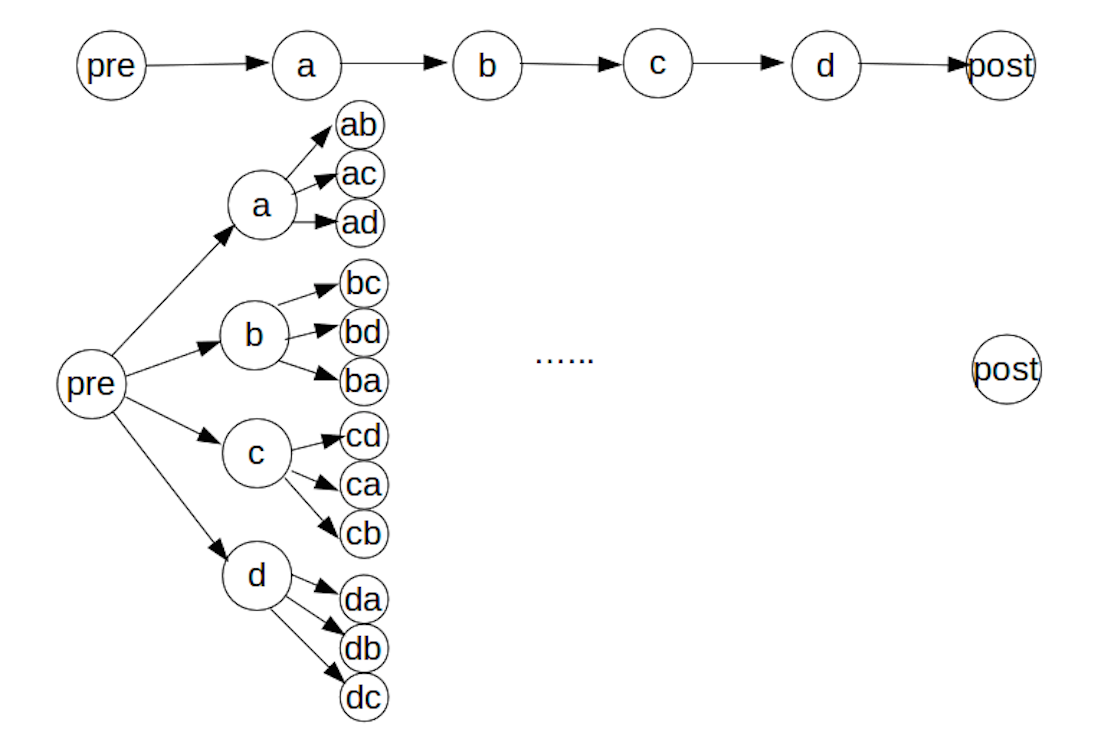 pre a b c d post
ab
ac
a
ad
bc
b
bd
ba
......
post
pre
cd
c
ca
cb
d
da
db
dc